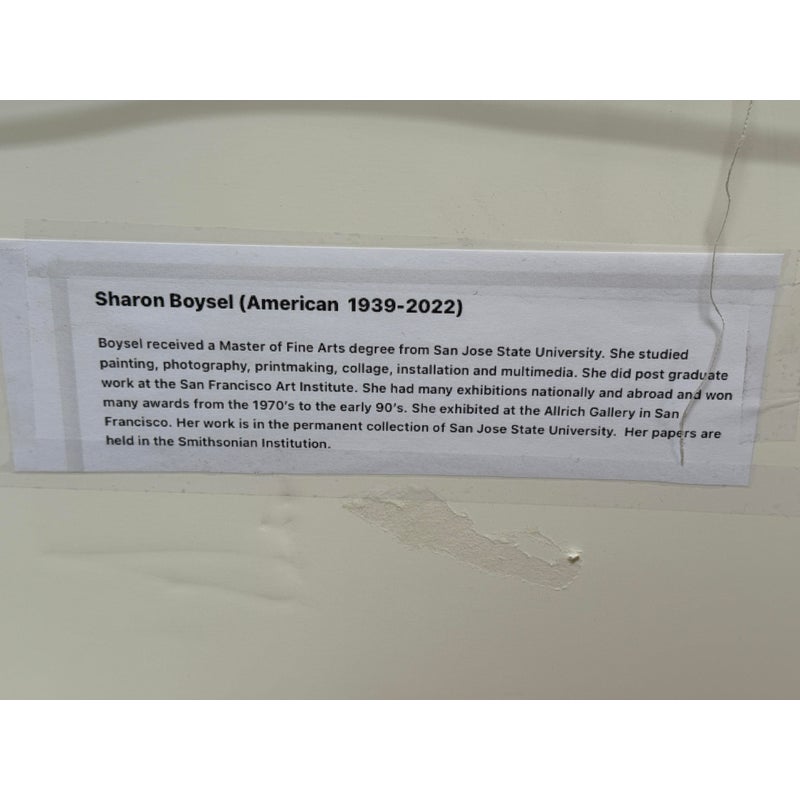 Sharon Boysel (American  1939-2022)
Boysel received a Master of Fine Arts degree from San Jose State University. She studied
painting, photography, printmaking, collage, installation and multimedia. She did post graduate
work at the San Francisco Art Institute. She had many exhibitions nationally and abroad and won
many awards from the 1970's to the early 90's. She exhibited at the Allrich Gallery in San
Francisco. Her work is in the permanent collection of San Jose State University.  Her papers are
held in the Smithsonian Institution.